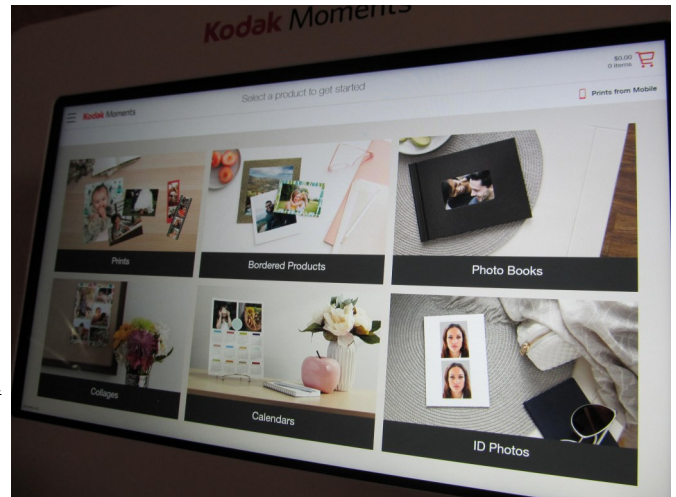 Kodak Moments
$0.00
0 items
Select a product to get started
Kodak Moments
Prints from Mobile
Prints
Bordered Products
Photo Books
Collages
Calendars
ID Photos